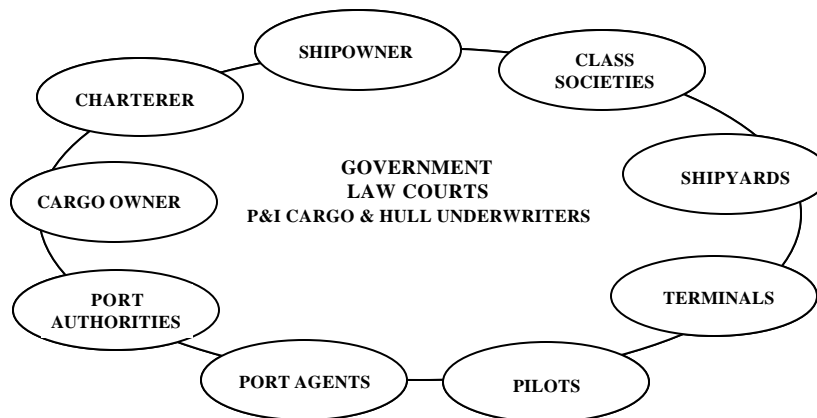 SHIPOWNER
CLASS
SOCIETIES
CHARTERER
GOVERNMENT
LAW COURTS
P&I CARGO & HULL UNDERWRITERS
SHIPYARDS
CARGO OWNER
TERMINALS
PORT
AUTHORITIES
PORT AGENTS
PILOTS